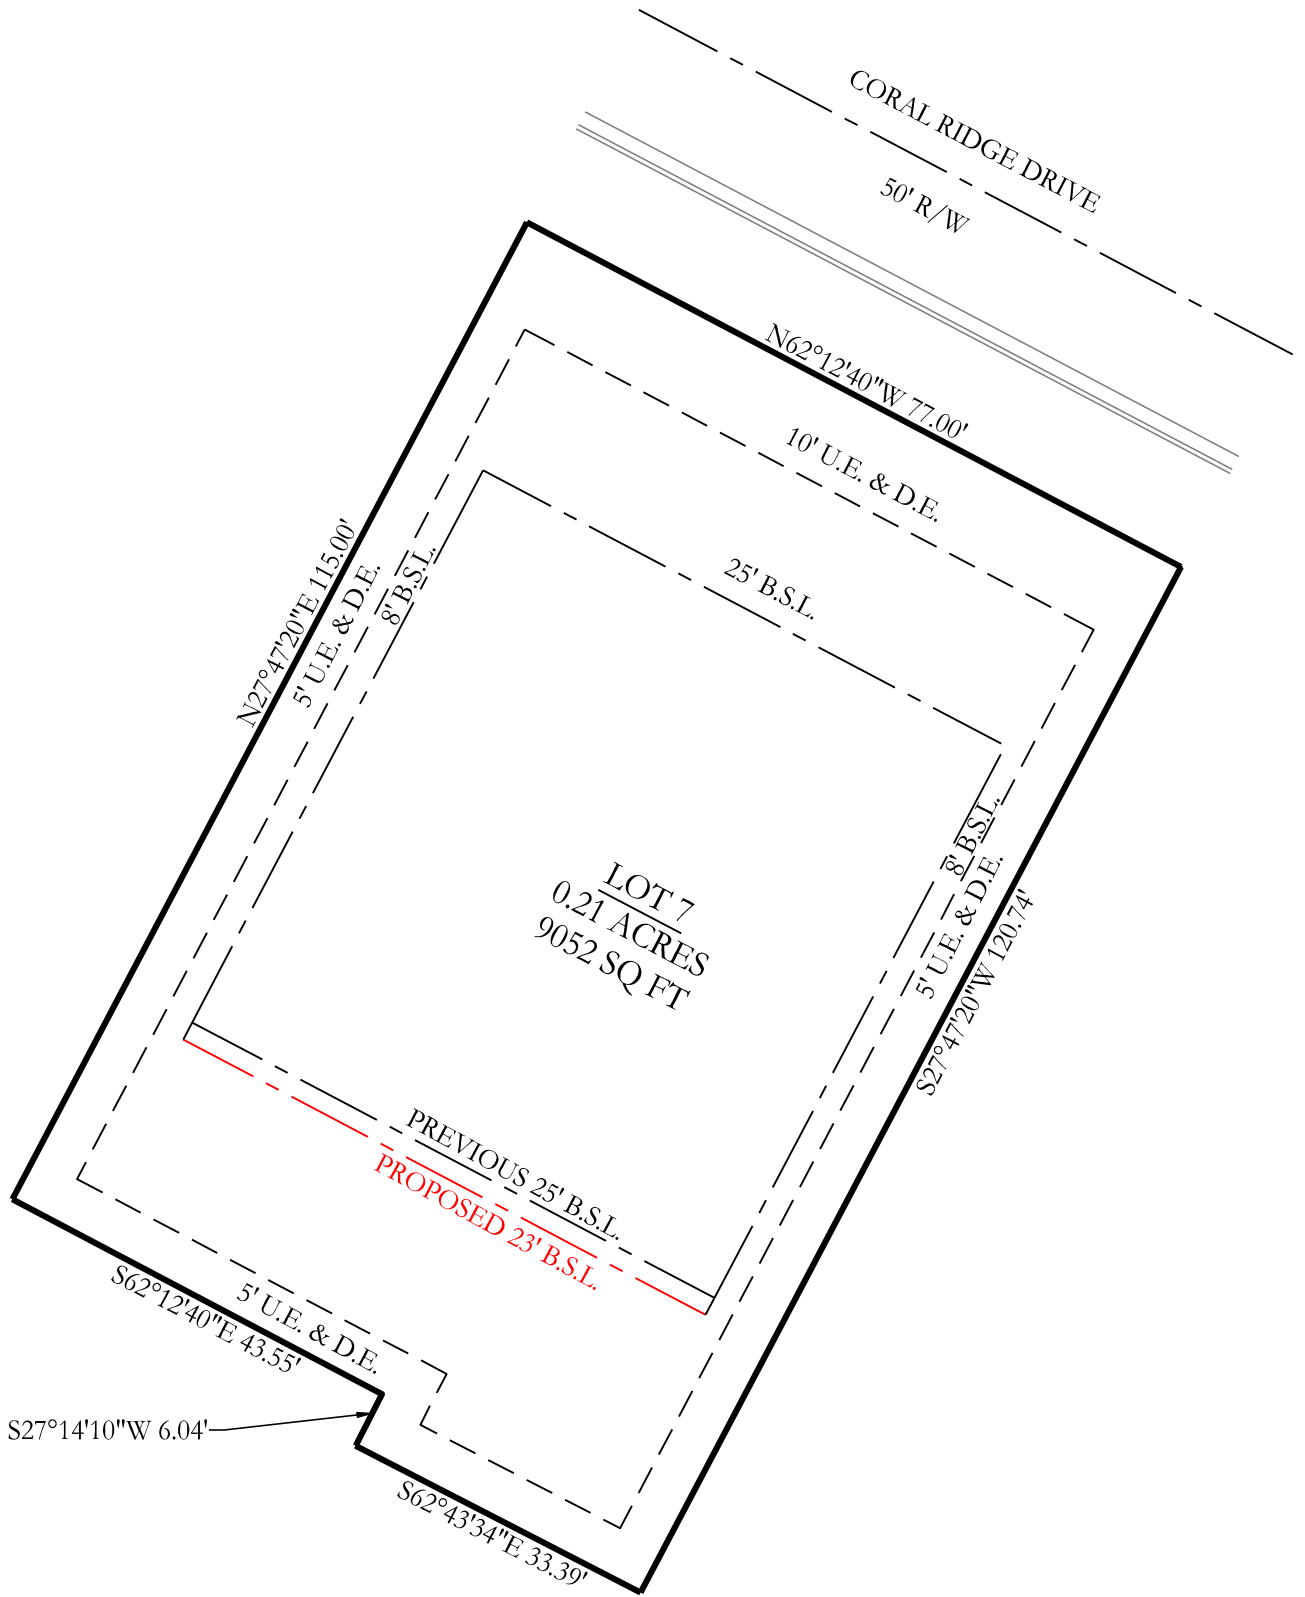 CORAL RIDGE DRIVE
50' R/W
N62°12'40"W 77.00'
10' U.E. & D.E.
25' B.S.L.
N27°47'20"E 115.00'
5' U.E. & D.E.
8' B.S.L.
8' B.S.L.
5' U.E. & D.E.
S27°47'20"W 120.74'
LOT 7
0.21 ACRES
9052 SQ FT
PREVIOUS 25' B.S.L.
PROPOSED 23' B.S.L.
5' U.E. & D.E.
S62°12'40"E 43.55'
S27°14'10"W 6.04'
S62°43'34"E 33.39'